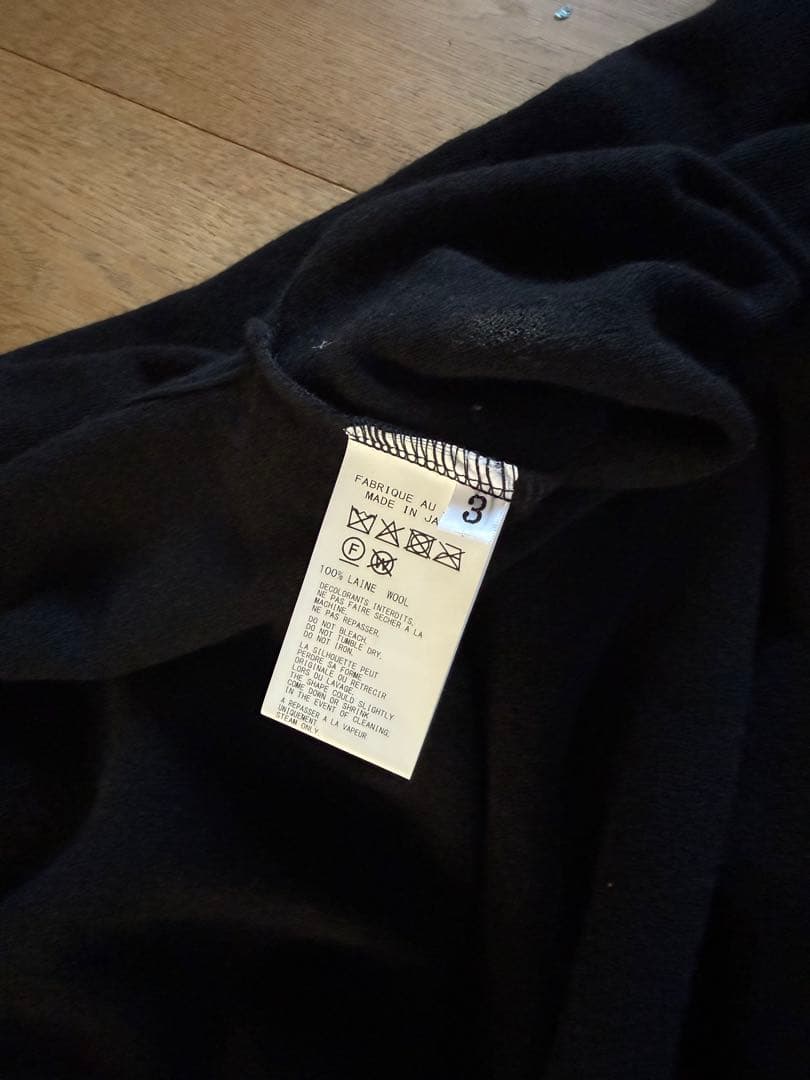 FABRIQUE AU
MADE IN JA
3
F
W
100% LAINE WOOL
DECOLORANTS INTERDITS.
NE PAS FAIRE SECHER A LA
MACHINE.
NE PAS REPASSER.
DO NOT BLEACH.
DO NOT TUMBLE DRY.
DO NOT IRON.
LA SILHOUETTE PEUT
PERDRE SA FORME
ORIGINALE OU RETRECIR
LORS DU LAVAGE.
THE SHAPE COULD SLIGHTLY
COME DOWN OR SHRINK
IN THE EVENT OF CLEANING.
A REPASSER A LA VAPEUR
UNIQUEMENT
STEAM ONLY